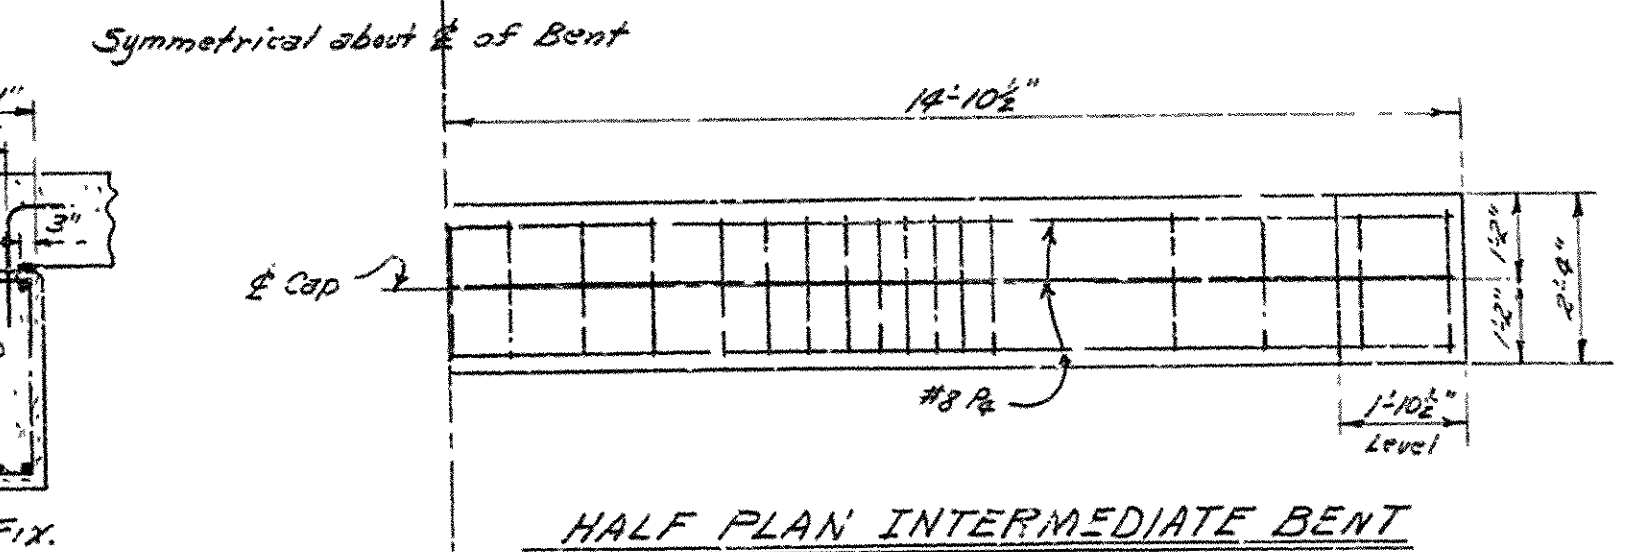 Symmetrical about ℄ of Bent
14'-10½"
3"
℄ Cap
1'-2"
1'-2"
2'-4"
#8 P4
1'-10½"
Level
HALF PLAN INTERMEDIATE BENT
FIX.